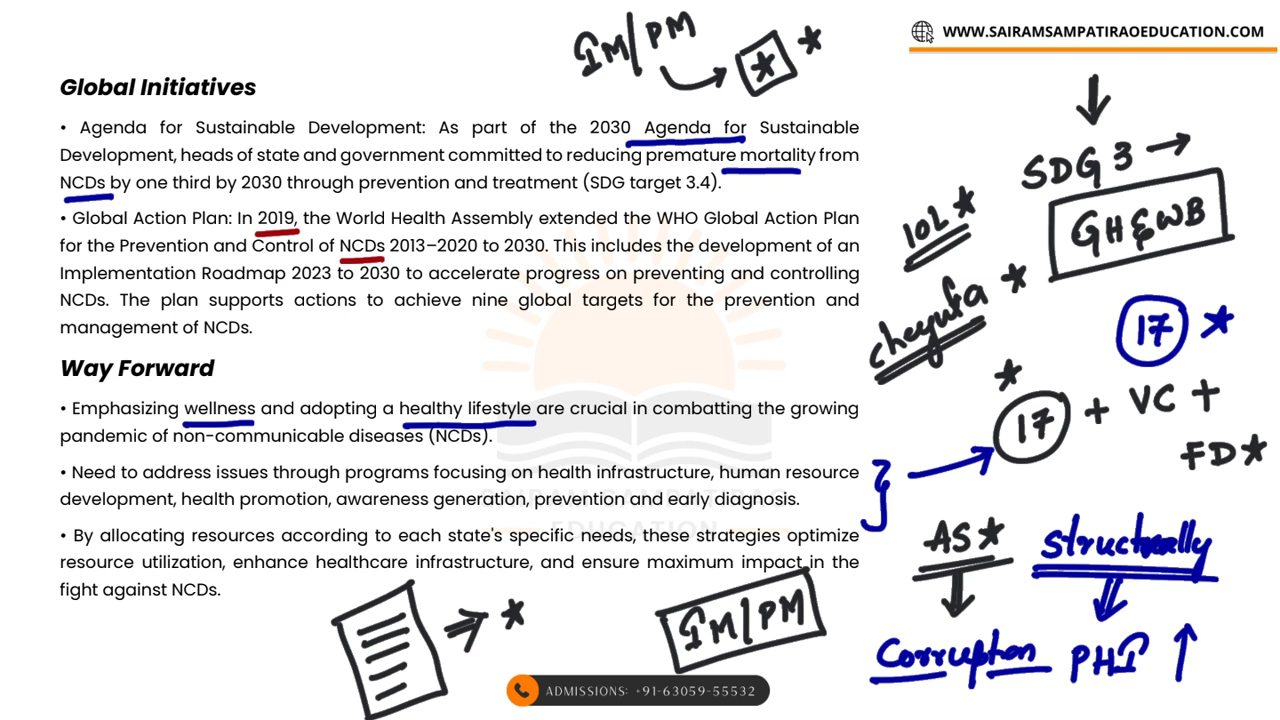 WWW.SAIRAMSAMPATIRAOEDUCATION.COM
IM/PM
Global Initiatives
• Agenda for Sustainable Development: As part of the 2030 Agenda for Sustainable
Development, heads of state and government committed to reducing premature mortality from
NCDs by one third by 2030 through prevention and treatment (SDG target 3.4).
• Global Action Plan: In 2019, the World Health Assembly extended the WHO Global Action Plan
for the Prevention and Control of NCDs 2013–2020 to 2030. This includes the development of an
Implementation Roadmap 2023 to 2030 to accelerate progress on preventing and controlling
NCDs. The plan supports actions to achieve nine global targets for the prevention and
management of NCDs.
Way Forward
• Emphasizing wellness and adopting a healthy lifestyle are crucial in combatting the growing
pandemic of non-communicable diseases (NCDs).
• Need to address issues through programs focusing on health infrastructure, human resource
development, health promotion, awareness generation, prevention and early diagnosis.
• By allocating resources according to each state's specific needs, these strategies optimize
resource utilization, enhance healthcare infrastructure, and ensure maximum impact in the
fight against NCDs.
SDG 3 →
GH&WB
10L
cheyuta
17
17 + VC +
FD
AS
Structurally
Corruption
PHI ↑
IM/PM
SAIRAM SAMPATIRAO
EDUCATION
ADMISSIONS: +91-63059-55532